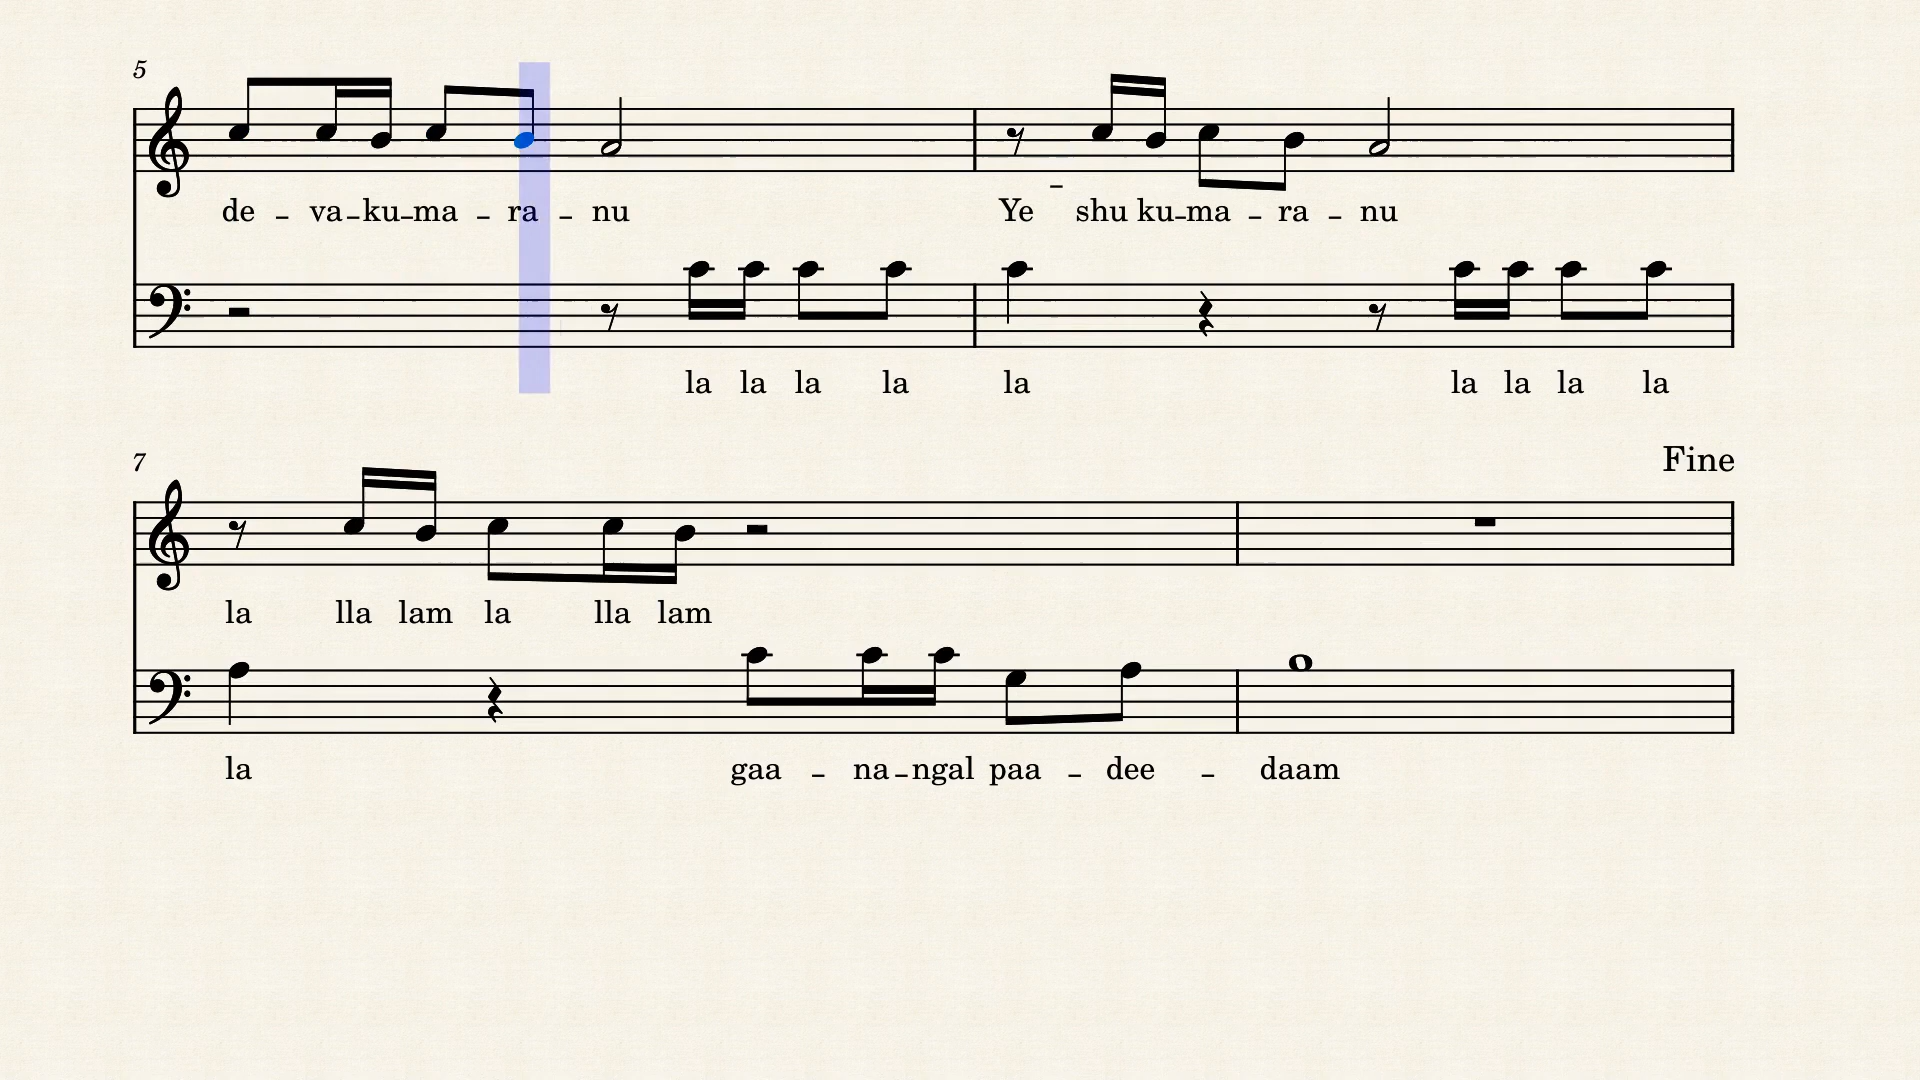 5
de - va - ku - ma - ra - nu Ye - shu ku - ma - ra - nu
la la la la la la la la la
7
Fine
la lla lam la lla lam
la gaa - na - ngal paa - dee - daam